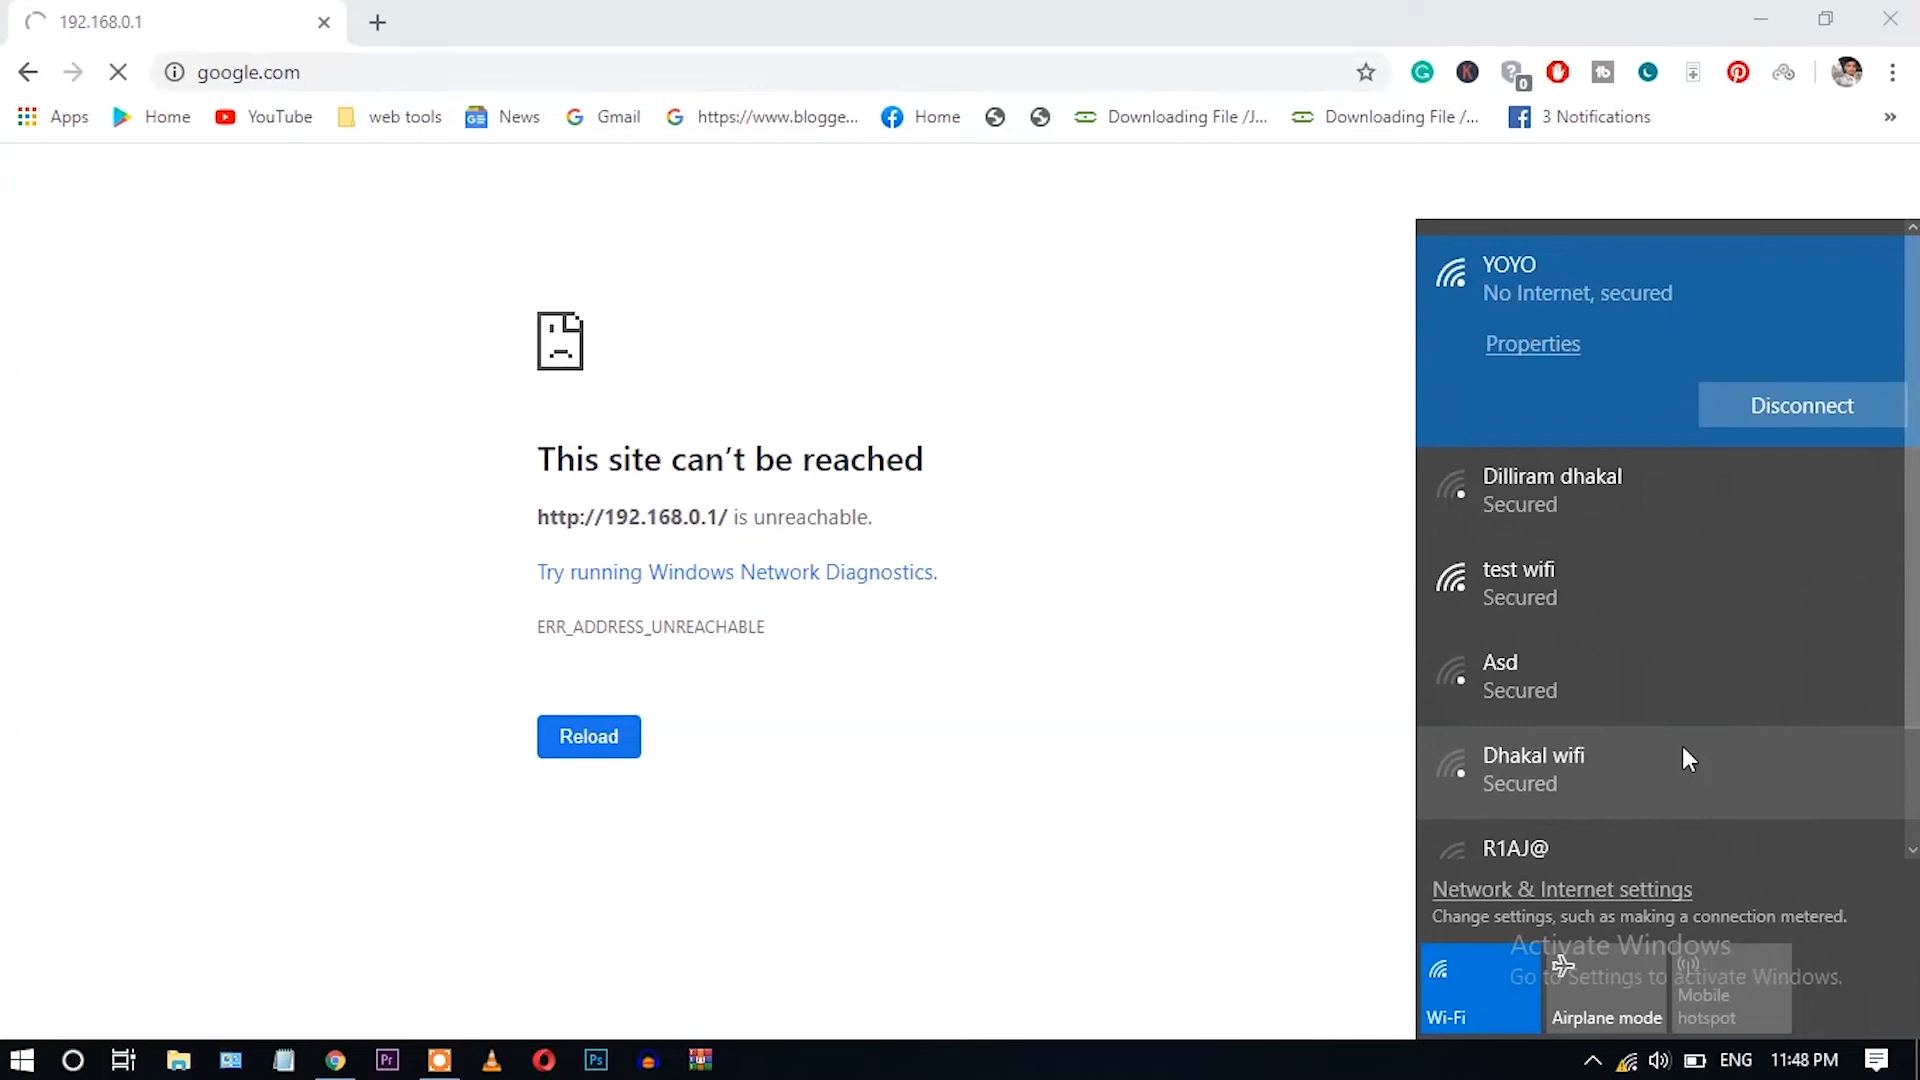 192.168.0.1
google.com
0
Apps
Home
YouTube
web tools
News
Gmail
https://www.blogge...
Home
Downloading File /J...
Downloading File /...
3 Notifications
»
This site can’t be reached
http://192.168.0.1/ is unreachable.
Try running Windows Network Diagnostics.
ERR_ADDRESS_UNREACHABLE
Reload
YOYO
No Internet, secured
Properties
Disconnect
Dilliram dhakal
Secured
test wifi
Secured
Asd
Secured
Dhakal wifi
Secured
R1AJ@
Network & Internet settings
Change settings, such as making a connection metered.
Activate Windows
Go to Settings to activate Windows.
Wi-Fi
Airplane mode
Mobile
hotspot
Pr
Ps
ENG
11:48 PM